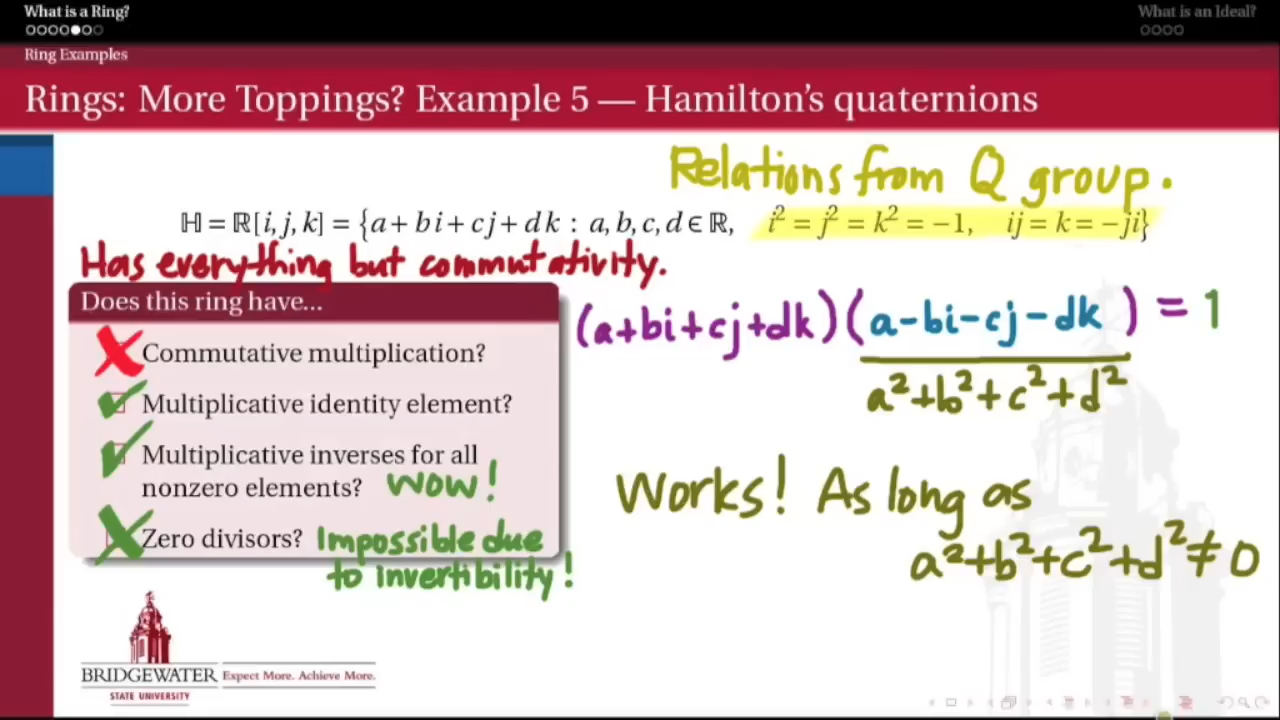 What is a Ring?
What is an Ideal?
Ring Examples
Rings: More Toppings? Example 5 — Hamilton's quaternions
Relations from Q group.
ℍ = ℝ[i, j, k] = {a + bi + cj + dk : a, b, c, d ∈ ℝ, i² = j² = k² = −1, ij = k = −ji}
Has everything but commutativity.
Does this ring have...
(a+bi+cj+dk)(a-bi-cj-dk) = 1
a²+b²+c²+d²
Commutative multiplication?
Multiplicative identity element?
Multiplicative inverses for all
nonzero elements? WOW!
Works! As long as
a²+b²+c²+d² ≠ 0
Zero divisors? Impossible due
to invertibility!
BRIDGEWATER
STATE UNIVERSITY
Expect More. Achieve More.